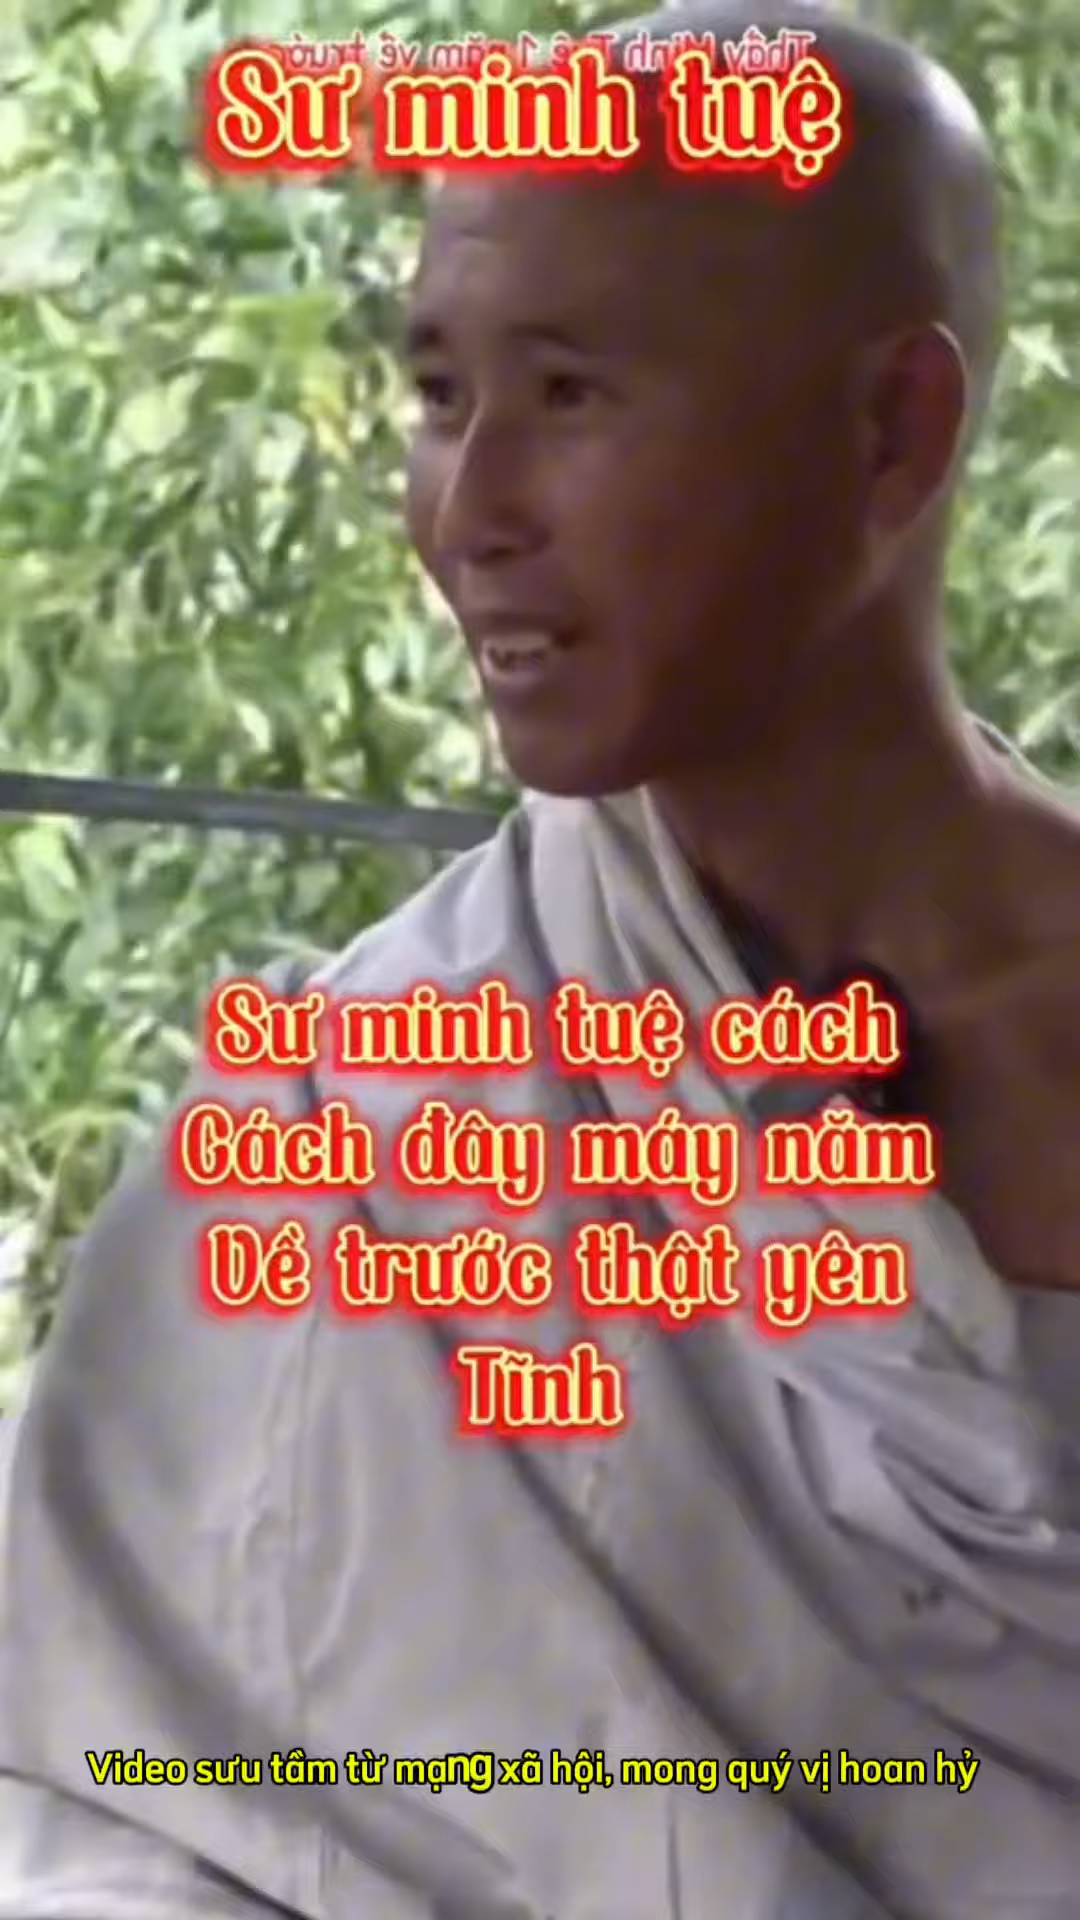 Sư minh tuệ
Sư minh tuệ cách
Cách đây máy năm
Về trước thật yên
Tĩnh
Video sưu tầm từ mạng xã hội, mong quý vị hoan hỷ